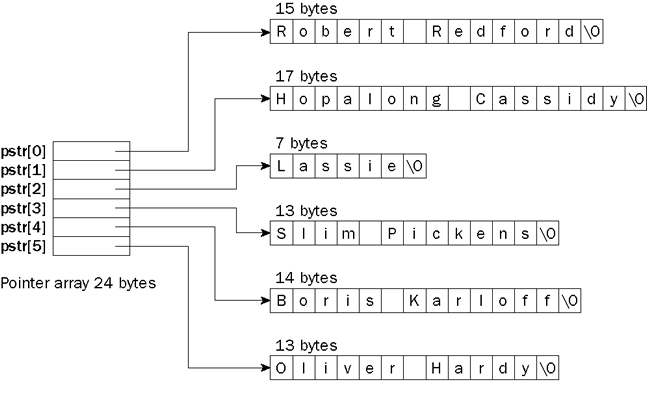 15 bytes
R o b e r t   R e d f o r d \0
17 bytes
H o p a l o n g   C a s s i d y \0
7 bytes
L a s s i e \0
13 bytes
S l i m   P i c k e n s \0
14 bytes
B o r i s   K a r l o f f \0
13 bytes
O l i v e r   H a r d y \0
pstr[0]
pstr[1]
pstr[2]
pstr[3]
pstr[4]
pstr[5]
Pointer array 24 bytes